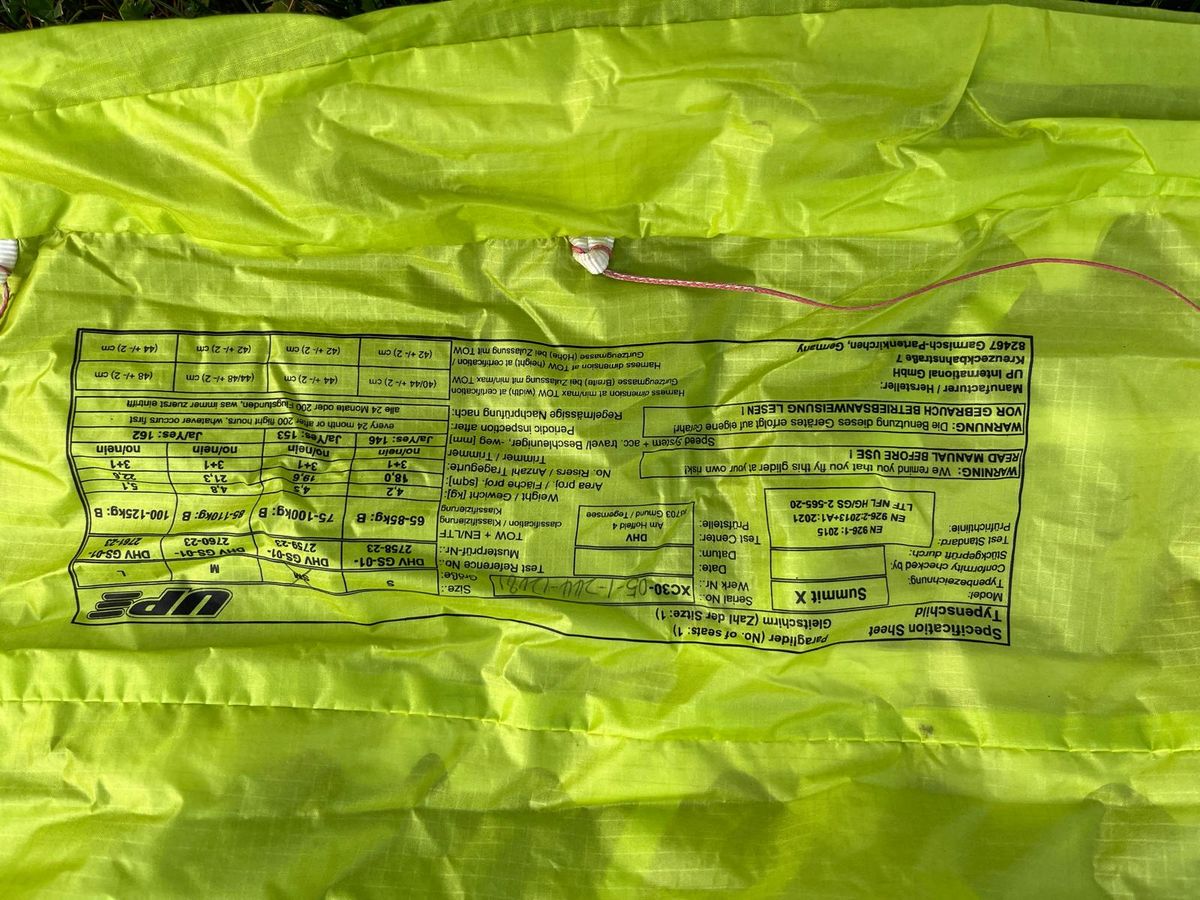 Specification Sheet
Typenschild
Paraglider (No. of seats: 1)
Gleitschirm (Zahl der Sitze: 1)
UP
Model:
Typenbezeichnung:
Summit X
Serial No.:
Werk Nr.:
XC30-05-1-
Size:
Größe:
S
SM
M
L
Conformity checked by:
Stückgeprüft durch:
Date:
Datum:
Test Reference No.:
Musterprüf-Nr.:
DHV GS-01-
2758-23
DHV GS-01-
2759-23
DHV GS-01-
2760-23
DHV GS-01-
2761-23
Test Standard:
Prüfrichtlinie:
EN 926-1: 2015
EN 926-2:2013+A1:2021
LTF NFL HG/GS 2-565-20
Test Center:
Prüfstelle:
DHV
Am Hoffeld 4
Gmund / Tegernsee
TOW + EN/LTF
classification / Klassifizierung
Klassifizierung
65-85kg: B
75-100kg: B
85-110kg: B
100-125kg: B
Weight / Gewicht [kg]:
4,2
4,3
4,8
5,1
Area proj. / Fläche proj. [sqm]:
18,0
19,6
21,3
22,8
No. Risers / Anzahl / Tragegurte:
3+1
3+1
3+1
3+1
Trimmer / Trimmer
no/nein
no/nein
no/nein
no/nein
Speed System + acc. travel / Beschleuniger, -weg [mm]
Ja/Yes: 146
Ja/Yes: 153
Ja/Yes: 162
WARNING: We remind you that you fly this glider at your own risk!
READ MANUAL BEFORE USE !
WARNUNG: Die Benutzung dieses Gerätes erfolgt auf eigene Gefahr!
VOR GEBRAUCH BETRIEBSANWEISUNG LESEN !
Periodic inspection after:
Regelmässige Nachprüfung nach:
every 24 month or after 200 flight hours, whatever occurs first
alle 24 Monate oder 200 Flugstunden, was immer zuerst eintrifft
Manufacturer / Hersteller:
UP International GmbH
Kreuzeckbahnstraße 7
82467 Garmisch-Partenkirchen, Germany
Harness dimension at (width) certification
TOW min/max
Gurtzeugmasse (Breite) bei Zulassung mit min/max TOW
(40/44) +- 2 cm)
(44 +/- 2 cm)
(44/48) +/- 2 cm)
(48 +/- 2 cm)
Harness dimension at (height) certification /
Gurtzeugmasse (Höhe) bei Zulassung mit TOW
(42 +/- 2 cm)
(42 +/- 2 cm)
(42 +/- 2 cm)
(44 +/- 2 cm)